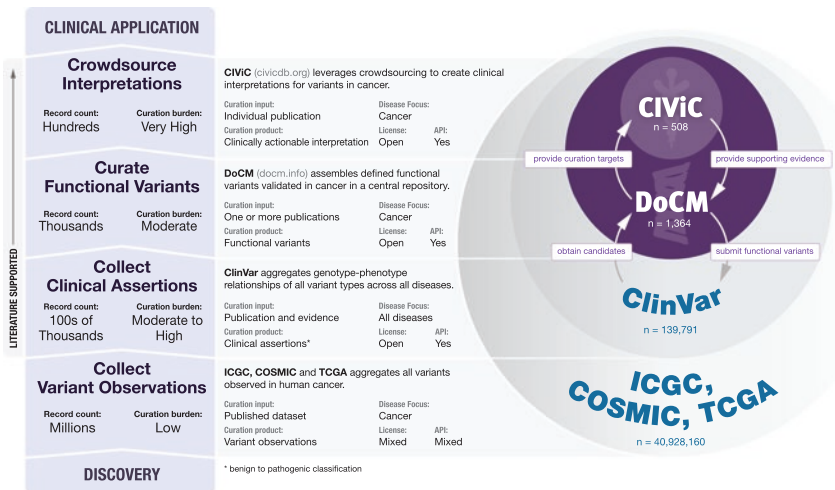 CLINICAL APPLICATION
LITERATURE SUPPORTED
Crowdsource
Interpretations
Record count:
Hundreds
Curation burden:
Very High
CIViC (civicdb.org) leverages crowdsourcing to create clinical
interpretations for variants in cancer.
Curation input:
Individual publication
Disease Focus:
Cancer
Curation product:
Clinically actionable interpretation
License:
Open
API:
Yes
Curate
Functional Variants
Record count:
Thousands
Curation burden:
Moderate
DoCM (docm.info) assembles defined functional
variants validated in cancer in a central repository.
Curation input:
One or more publications
Disease Focus:
Cancer
Curation product:
Functional variants
License:
Open
API:
Yes
Collect
Clinical Assertions
Record count:
100s of
Thousands
Curation burden:
Moderate to
High
ClinVar aggregates genotype-phenotype
relationships of all variant types across all diseases.
Curation input:
Publication and evidence
Disease Focus:
All diseases
Curation product:
Clinical assertions*
License:
Open
API:
Yes
Collect
Variant Observations
Record count:
Millions
Curation burden:
Low
ICGC, COSMIC and TCGA aggregates all variants
observed in human cancer.
Curation input:
Published dataset
Disease Focus:
Cancer
Curation product:
Variant observations
License:
Mixed
API:
Mixed
DISCOVERY
* benign to pathogenic classification
CIViC
n = 508
provide curation targets
provide supporting evidence
DoCM
n = 1,364
obtain candidates
submit functional variants
ClinVar
n = 139,791
ICGC,
COSMIC, TCGA
n = 40,928,160